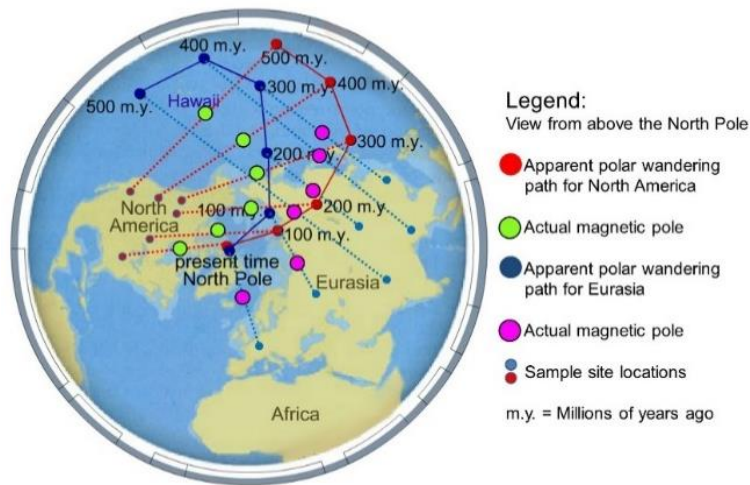 400 m.y.
500 m.y.
400 m.y.
300 m.y.
Hawaii
500 m.y.
300 m.y.
200 m.y.
North
America
100 m.y.
200 m.y.
100 m.y.
present time
North Pole
Eurasia
Africa
Legend:
View from above the North Pole
Apparent polar wandering
path for North America
Actual magnetic pole
Apparent polar wandering
path for Eurasia
Actual magnetic pole
Sample site locations
m.y. = Millions of years ago